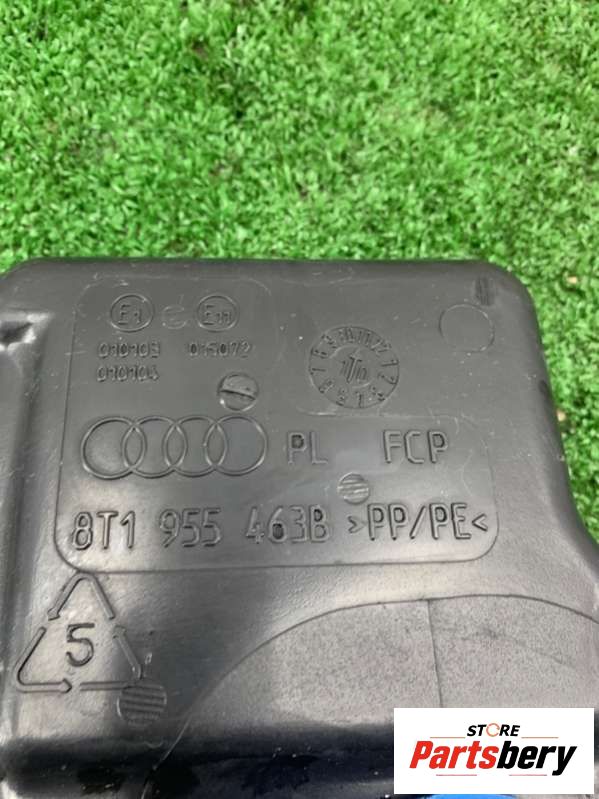 E1 e E11
010103 015072
010104
PL FCP
8T1 955 463B >PP/PE<
5
STORE
Partsbery